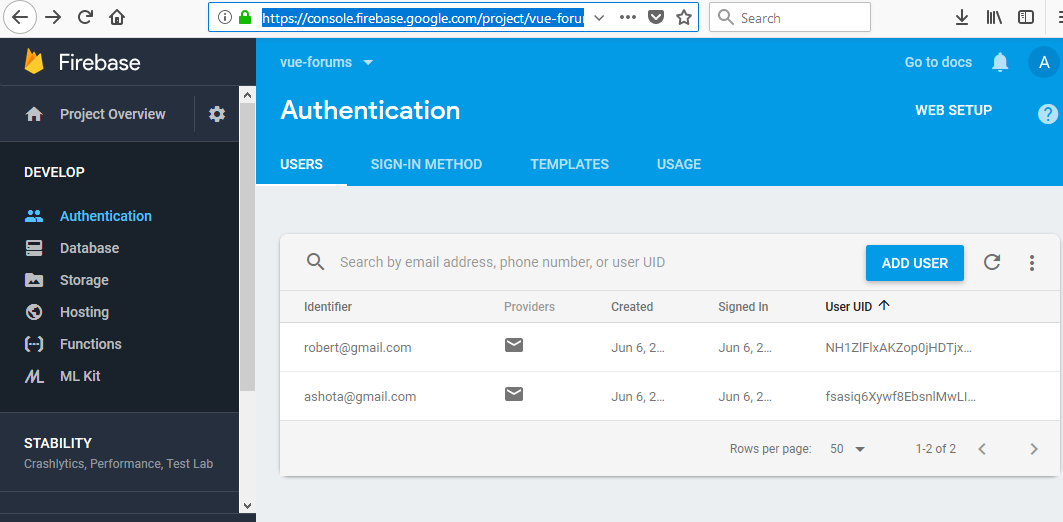 https://console.firebase.google.com/project/vue-foru
Search
Firebase
vue-forums
Go to docs
A
Project Overview
Authentication
WEB SETUP
?
DEVELOP
USERS SIGN-IN METHOD TEMPLATES USAGE
Authentication
Database
Storage
Hosting
Functions
ML ML Kit
STABILITY
Crashlytics, Performance, Test Lab
Search by email address, phone number, or user UID
ADD USER
Identifier Providers Created Signed In User UID
robert@gmail.com Jun 6, 2... Jun 6, 2... NH1ZlFlxAKZop0jHDTjx...
ashota@gmail.com Jun 6, 2... Jun 6, 2... fsasiq6Xywf8EbsnlMwLI...
Rows per page: 50 1-2 of 2